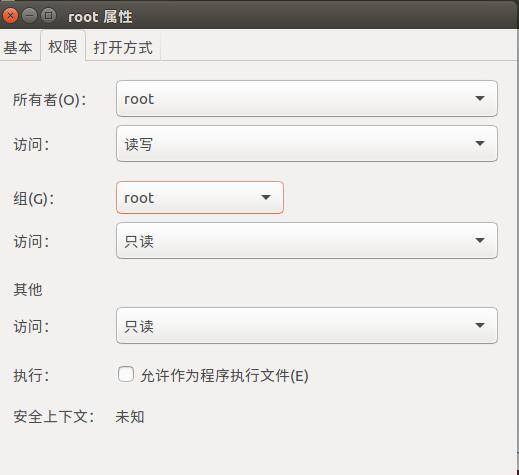 root 属性
基本 权限 打开方式
所有者(O)： root
访问： 读写
组(G)： root
访问： 只读
其他
访问： 只读
执行： 允许作为程序执行文件(E)
安全上下文： 未知